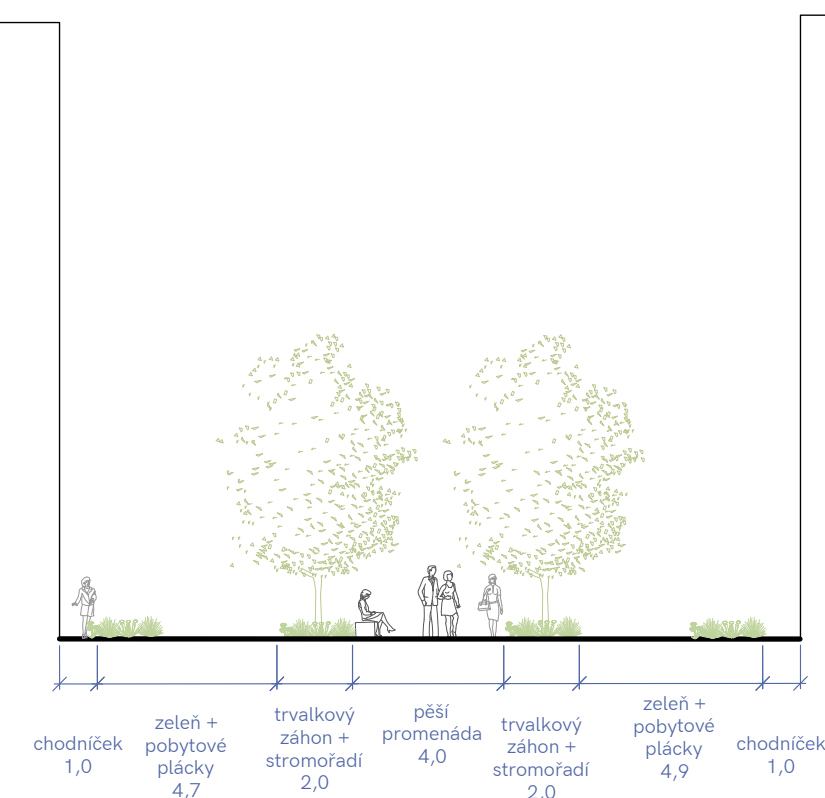 chodníček
1,0
zeleň +
pobytové
plácky
4,7
trvalkový
záhon +
stromořadí
2,0
pěší
promenáda
4,0
trvalkový
záhon +
stromořadí
2,0
zeleň +
pobytové
plácky
4,9
chodníček
1,0